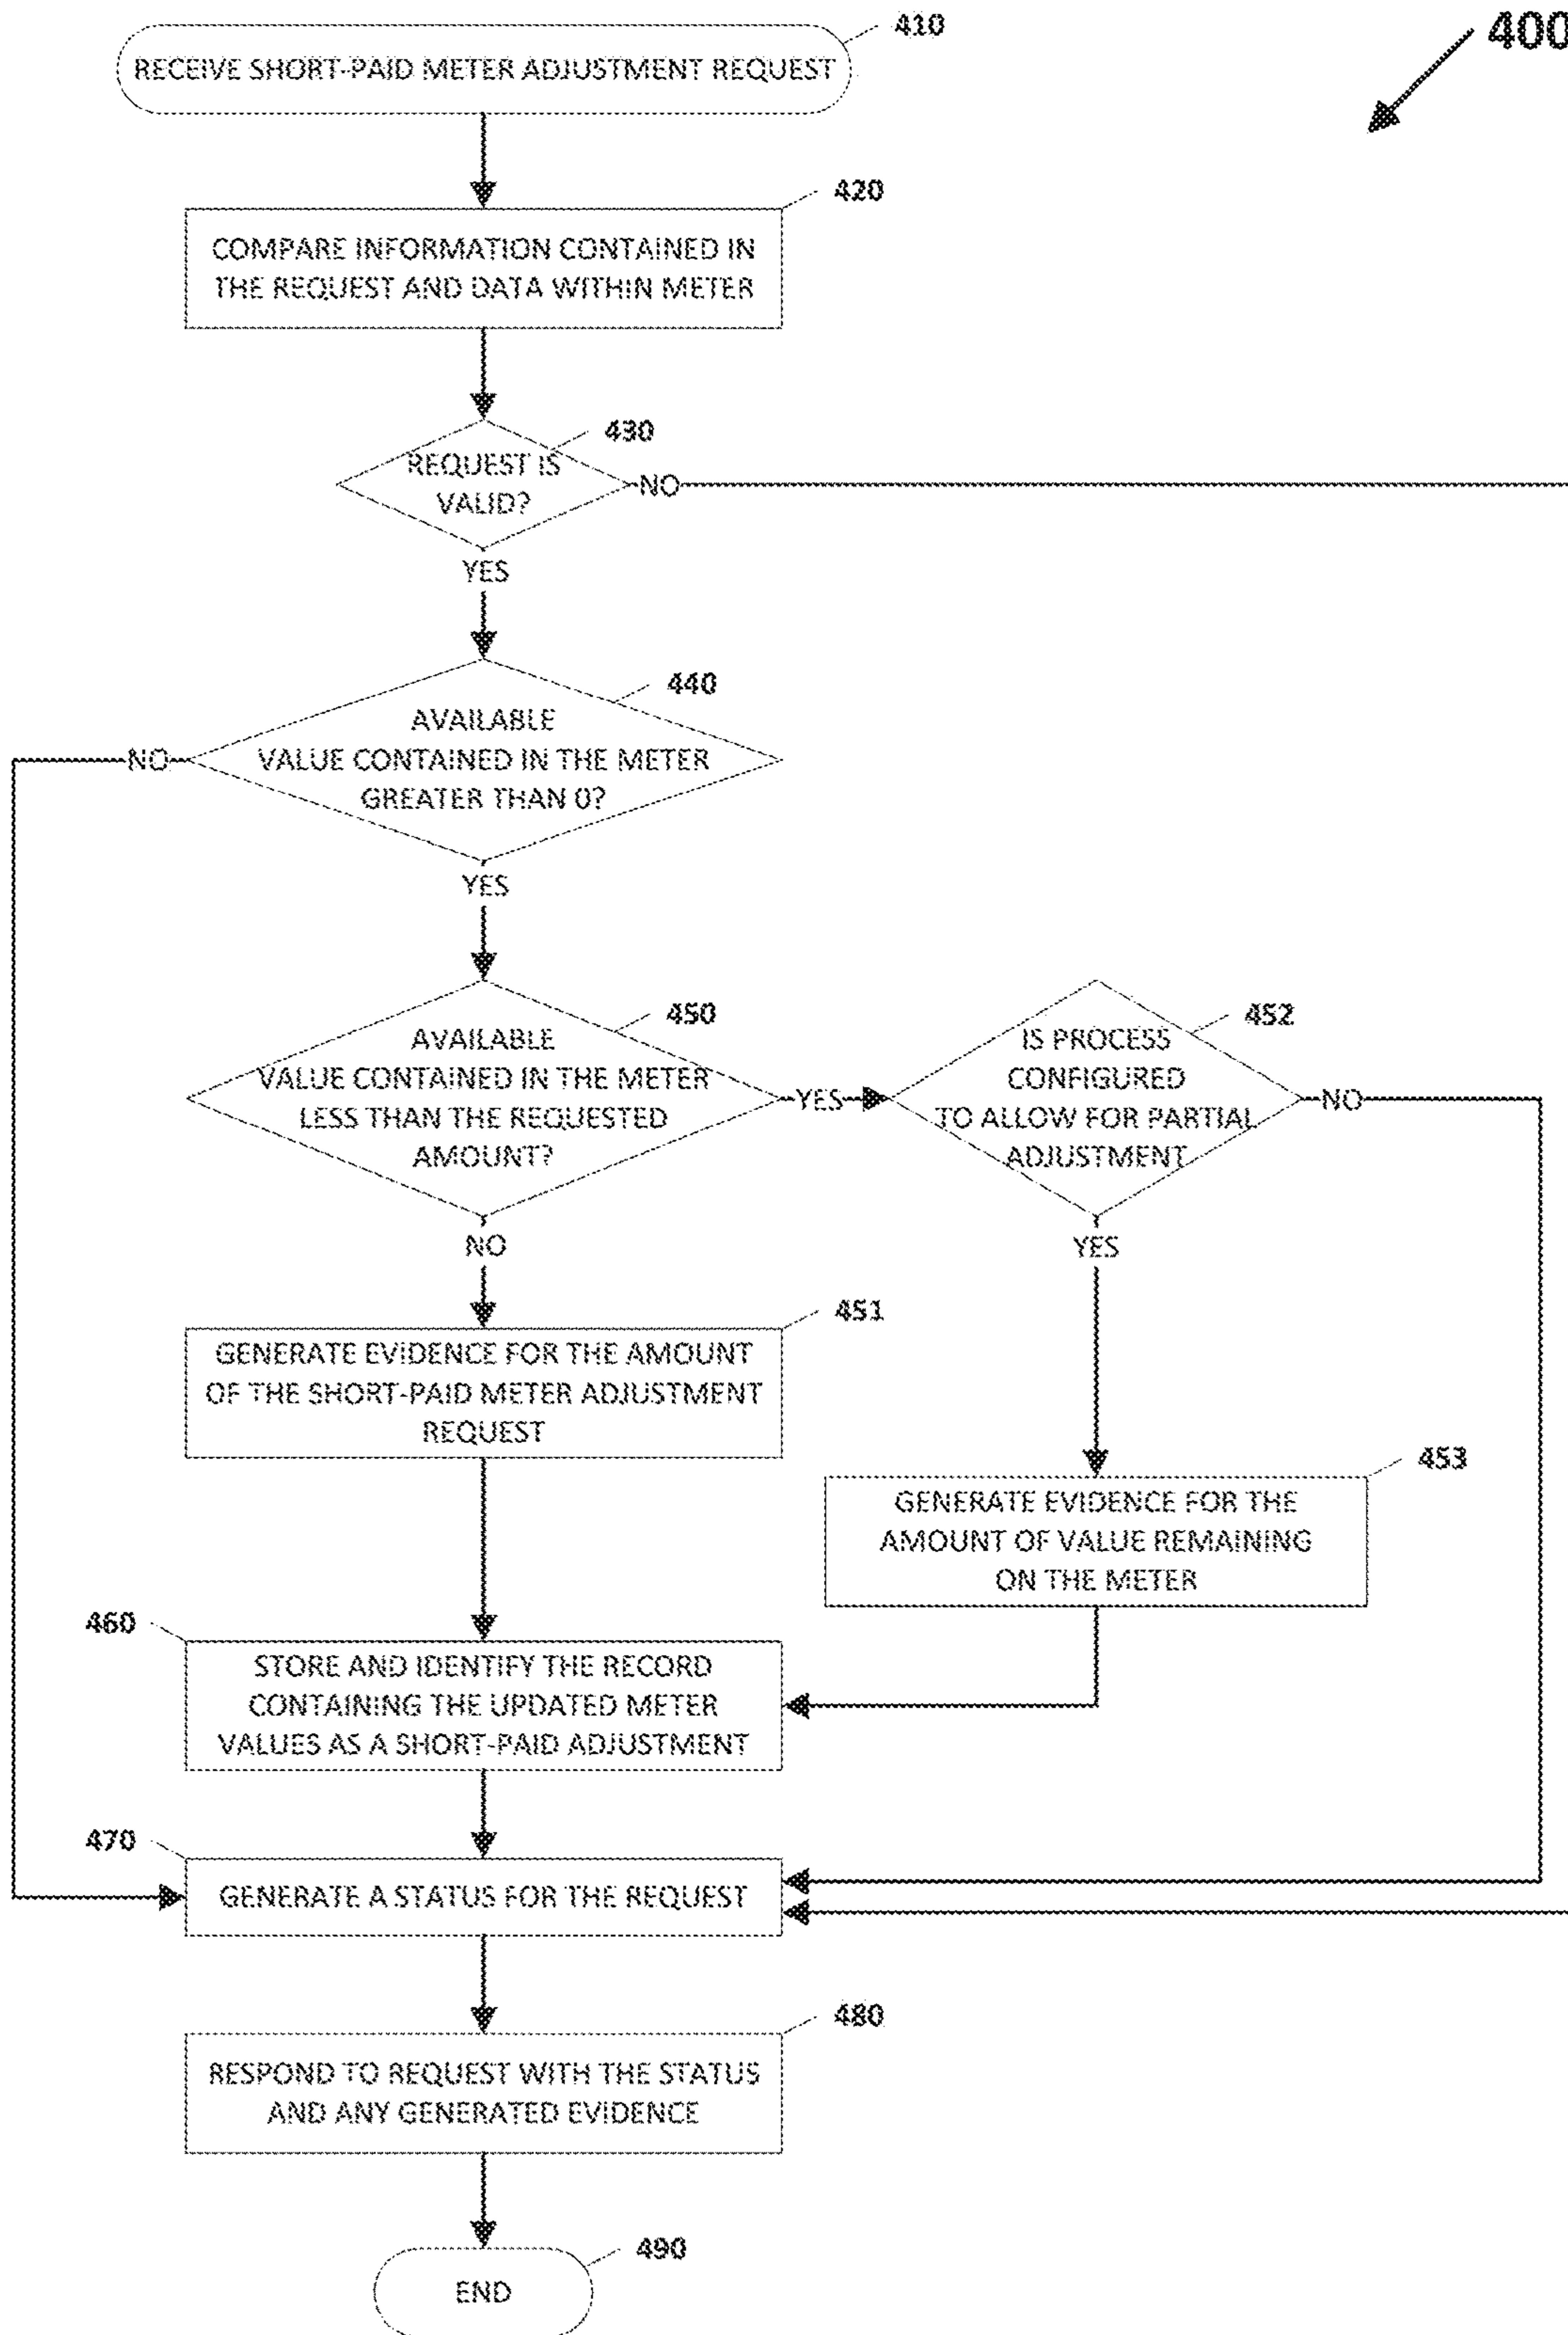 410
400
RECEIVE SHORT-PAID METER ADJUSTMENT REQUEST
420
COMPARE INFORMATION CONTAINED IN
THE REQUEST AND DATA WITHIN METER
430
REQUEST IS
VALID?
NO
YES
440
AVAILABLE
VALUE CONTAINED IN THE METER
GREATER THAN 0?
NO
YES
450
AVAILABLE
VALUE CONTAINED IN THE METER
LESS THAN THE REQUESTED
AMOUNT?
YES
452
IS PROCESS
CONFIGURED
TO ALLOW FOR PARTIAL
ADJUSTMENT
NO
NO
YES
451
GENERATE EVIDENCE FOR THE AMOUNT
OF THE SHORT-PAID METER ADJUSTMENT
REQUEST
453
GENERATE EVIDENCE FOR THE
AMOUNT OF VALUE REMAINING
ON THE METER
460
STORE AND IDENTIFY THE RECORD
CONTAINING THE UPDATED METER
VALUES AS A SHORT-PAID ADJUSTMENT
470
GENERATE A STATUS FOR THE REQUEST
480
RESPOND TO REQUEST WITH THE STATUS
AND ANY GENERATED EVIDENCE
490
END